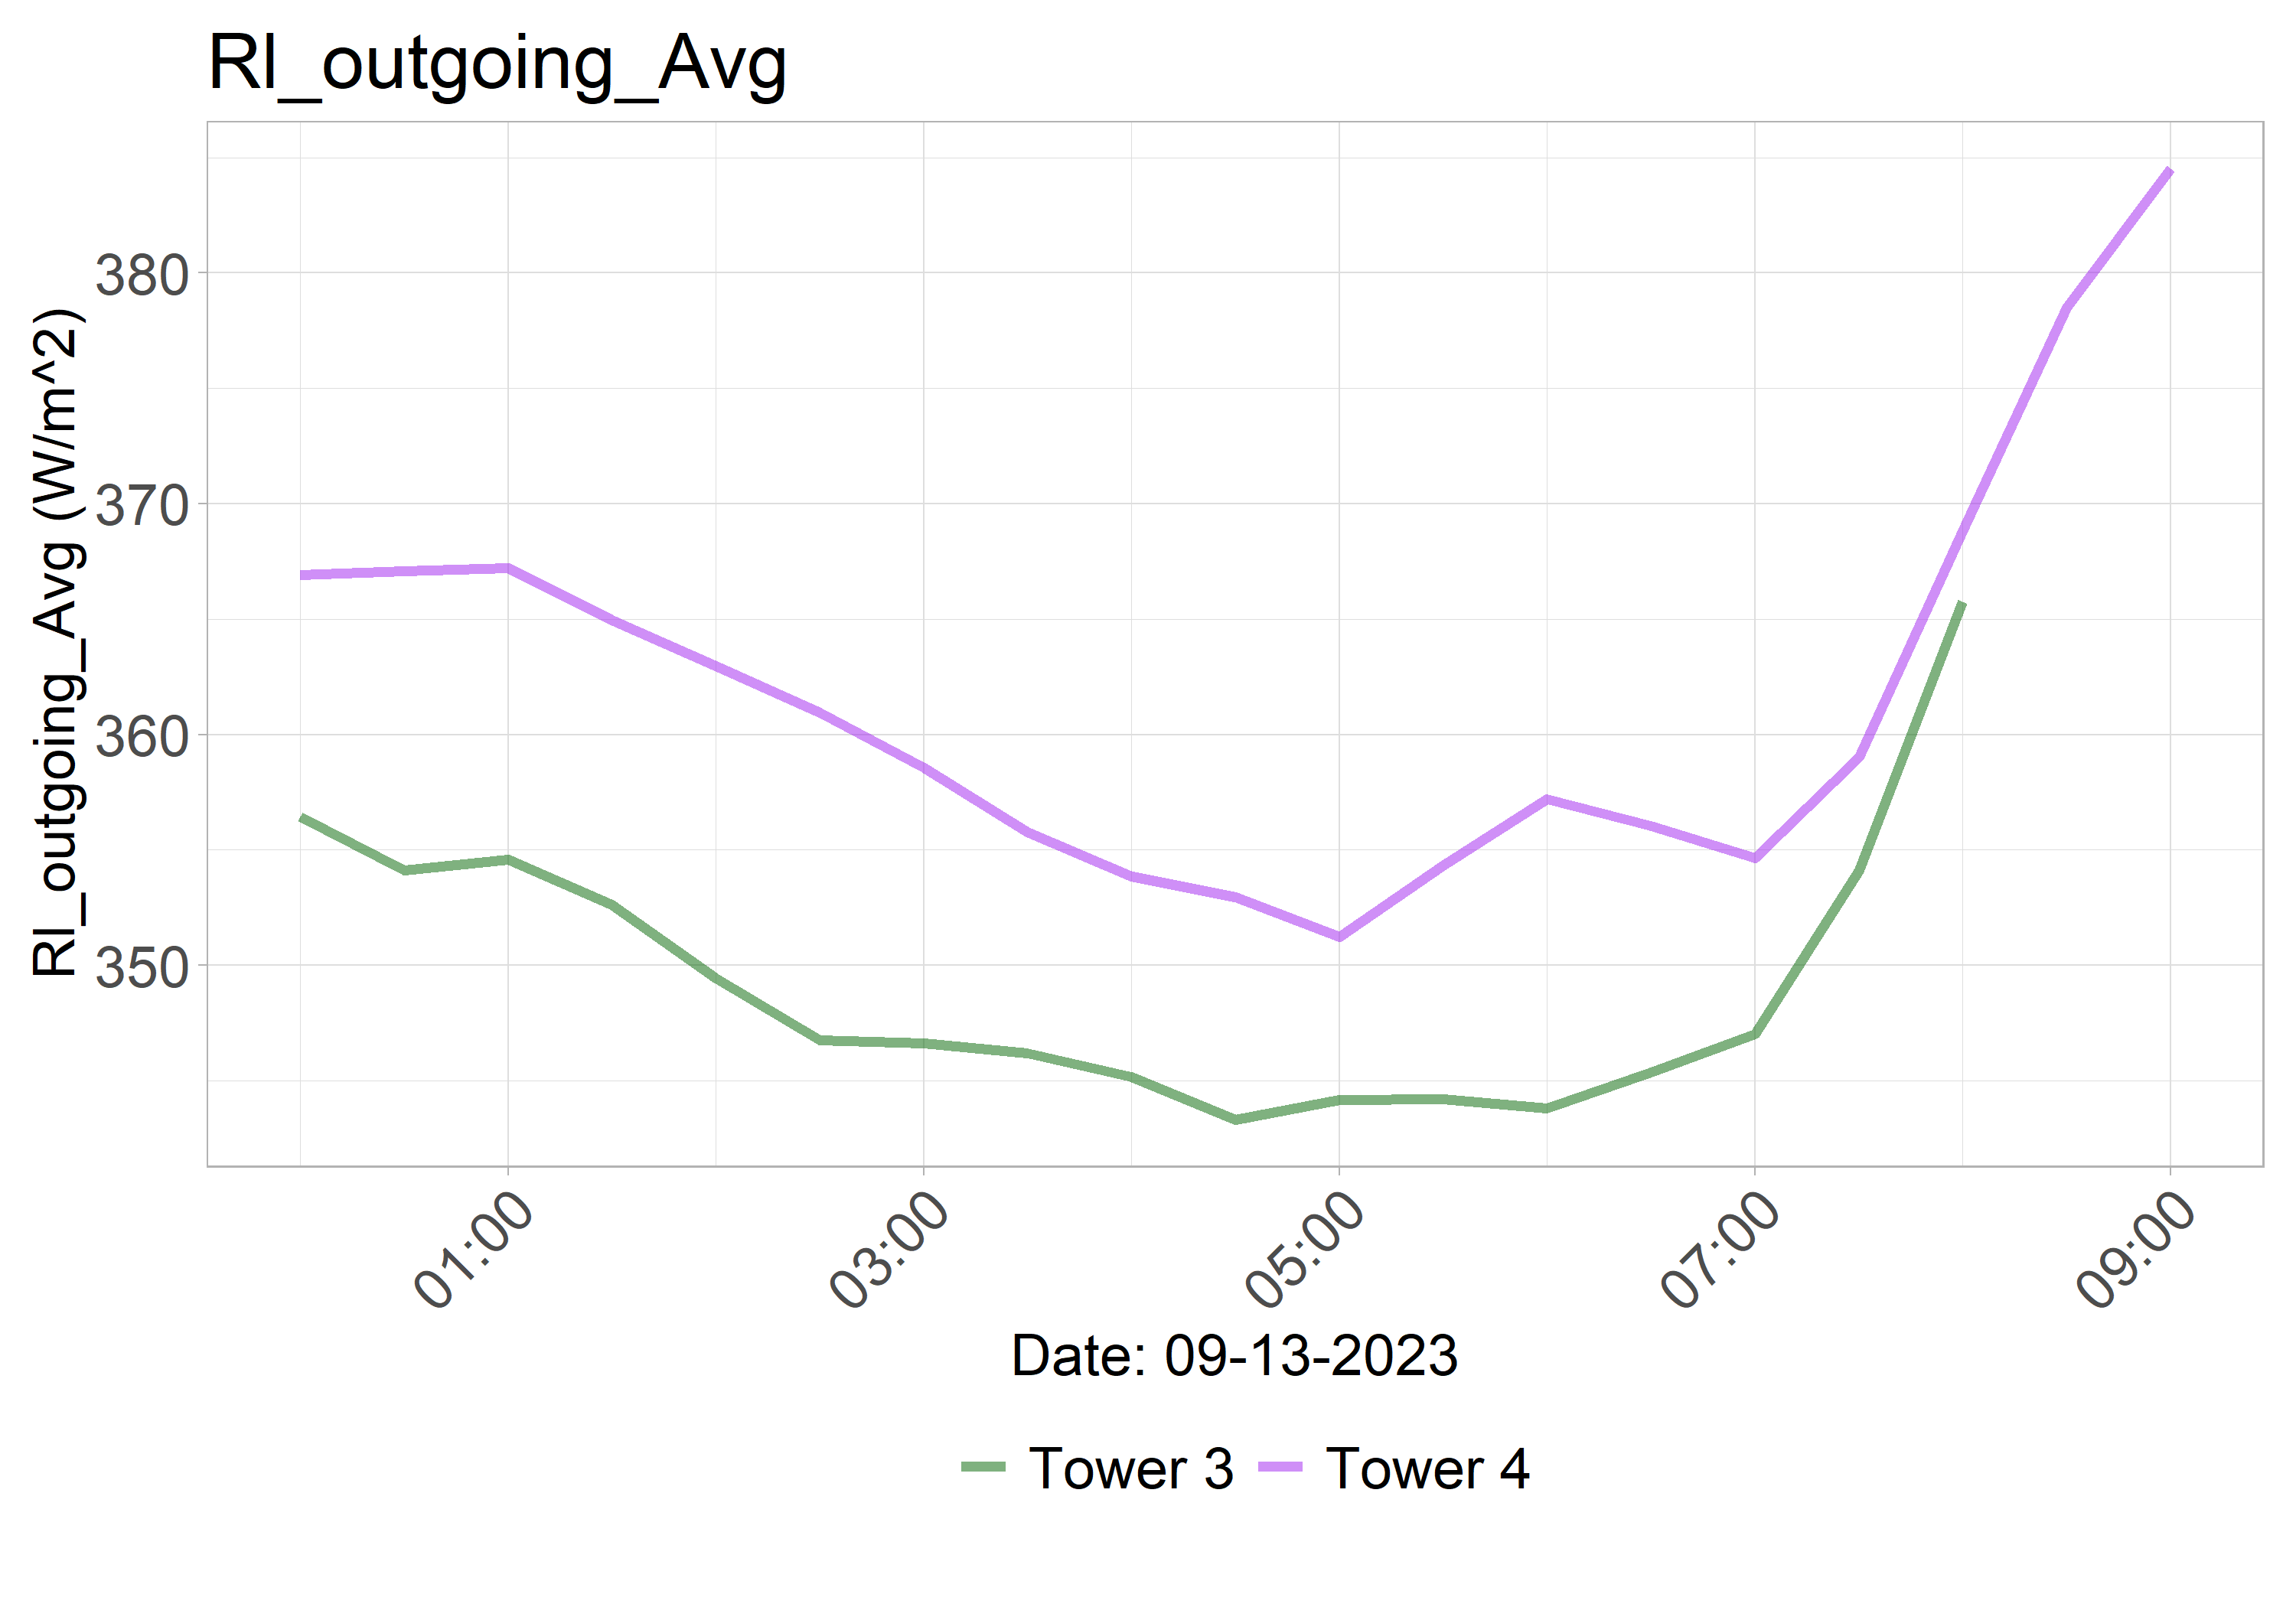 Rl_outgoing_Avg
Rl_outgoing_Avg (W/m^2)
380
370
360
350
01:00
03:00
05:00
07:00
09:00
Date: 09-13-2023
Tower 3
Tower 4